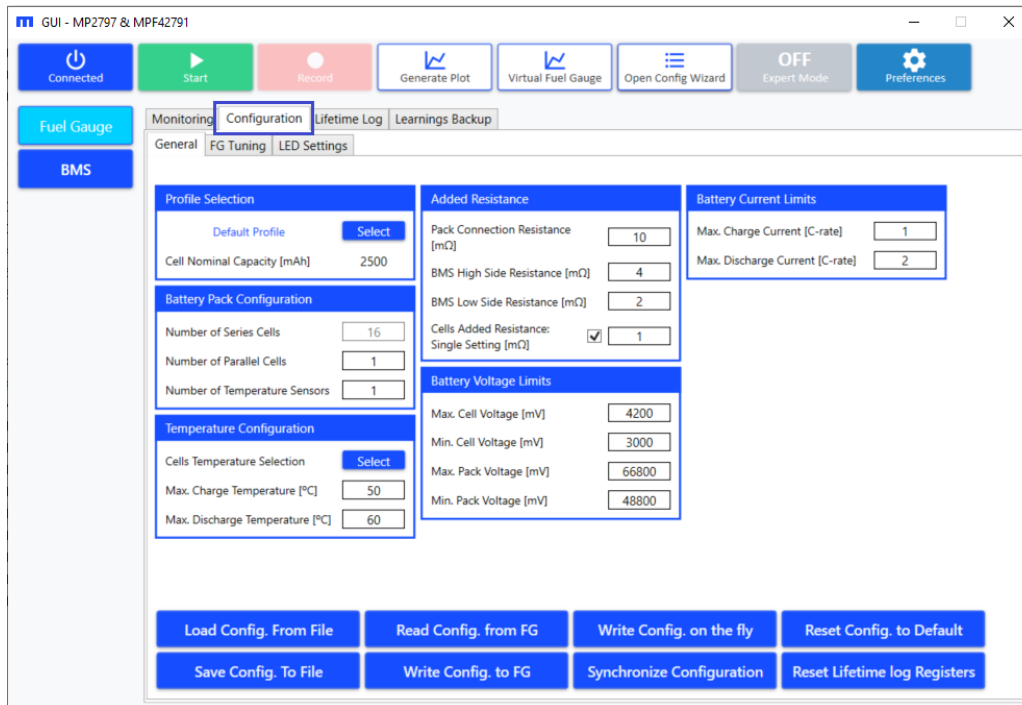 GUI - MP2797 & MPF42791
Connected
Start
Record
Generate Plot
Virtual Fuel Gauge
Open Config Wizard
OFF
Expert Mode
Preferences
Fuel Gauge
BMS
Monitoring Configuration Lifetime Log Learnings Backup
General FG Tuning LED Settings
Profile Selection
Default Profile Select
Cell Nominal Capacity [mAh] 2500
Battery Pack Configuration
Number of Series Cells 16
Number of Parallel Cells 1
Number of Temperature Sensors 1
Temperature Configuration
Cells Temperature Selection Select
Max. Charge Temperature [ºC] 50
Max. Discharge Temperature [ºC] 60
Added Resistance
Pack Connection Resistance
[mΩ] 10
BMS High Side Resistance [mΩ] 4
BMS Low Side Resistance [mΩ] 2
Cells Added Resistance:
Single Setting [mΩ] 1
Battery Voltage Limits
Max. Cell Voltage [mV] 4200
Min. Cell Voltage [mV] 3000
Max. Pack Voltage [mV] 66800
Min. Pack Voltage [mV] 48800
Battery Current Limits
Max. Charge Current [C-rate] 1
Max. Discharge Current [C-rate] 2
Load Config. From File
Read Config. from FG
Write Config. on the fly
Reset Config. to Default
Save Config. To File
Write Config. to FG
Synchronize Configuration
Reset Lifetime log Registers